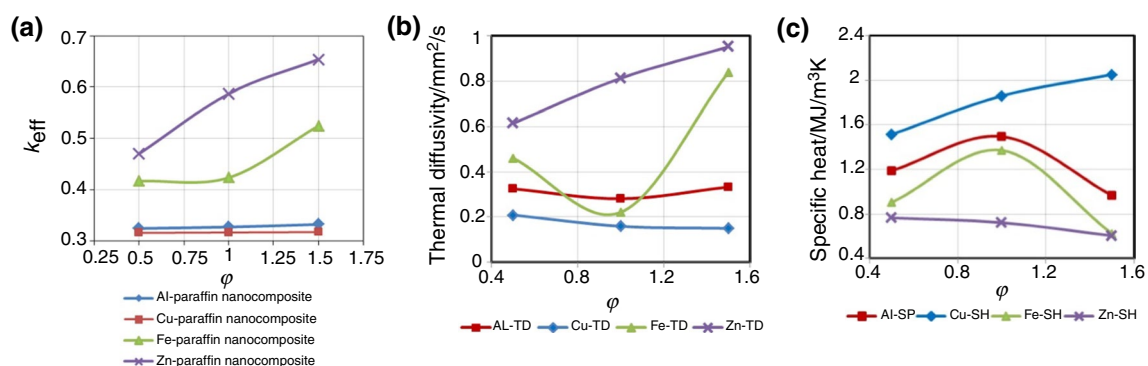 (a)
0.7
0.6
0.5
0.4
0.3
keff
0.25 0.5 0.75 1 1.25 1.5 1.75
φ
Al-paraffin nanocomposite
Cu-paraffin nanocomposite
Fe-paraffin nanocomposite
Zn-paraffin nanocomposite
(b)
1
0.8
0.6
0.4
0.2
0
Thermal diffusivity/mm²/s
0.4 0.8 1.2 1.6
φ
AL-TD Cu-TD Fe-TD Zn-TD
(c)
2.4
2
1.6
1.2
0.8
0.4
Specific heat/MJ/m³K
0.4 0.8 1.2 1.6
φ
Al-SP Cu-SH Fe-SH Zn-SH